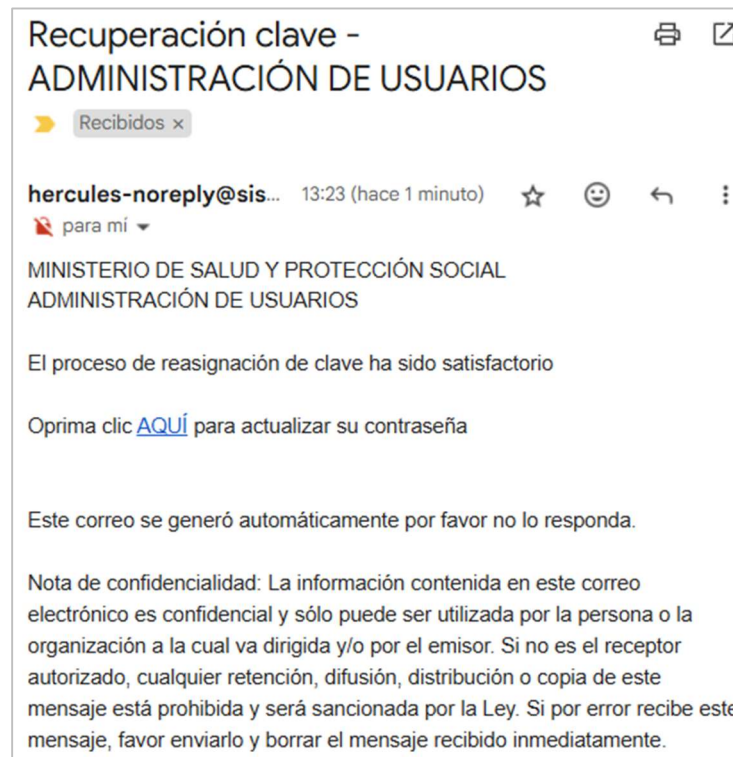 Recuperación clave -
ADMINISTRACIÓN DE USUARIOS
Recibidos ×
hercules-noreply@sis... 13:23 (hace 1 minuto)
para mí
MINISTERIO DE SALUD Y PROTECCIÓN SOCIAL
ADMINISTRACIÓN DE USUARIOS
El proceso de reasignación de clave ha sido satisfactorio
Oprima clic AQUÍ para actualizar su contraseña
Este correo se generó automáticamente por favor no lo responda.
Nota de confidencialidad: La información contenida en este correo
electrónico es confidencial y sólo puede ser utilizada por la persona o la
organización a la cual va dirigida y/o por el emisor. Si no es el receptor
autorizado, cualquier retención, difusión, distribución o copia de este
mensaje está prohibida y será sancionada por la Ley. Si por error recibe este
mensaje, favor enviarlo y borrar el mensaje recibido inmediatamente.